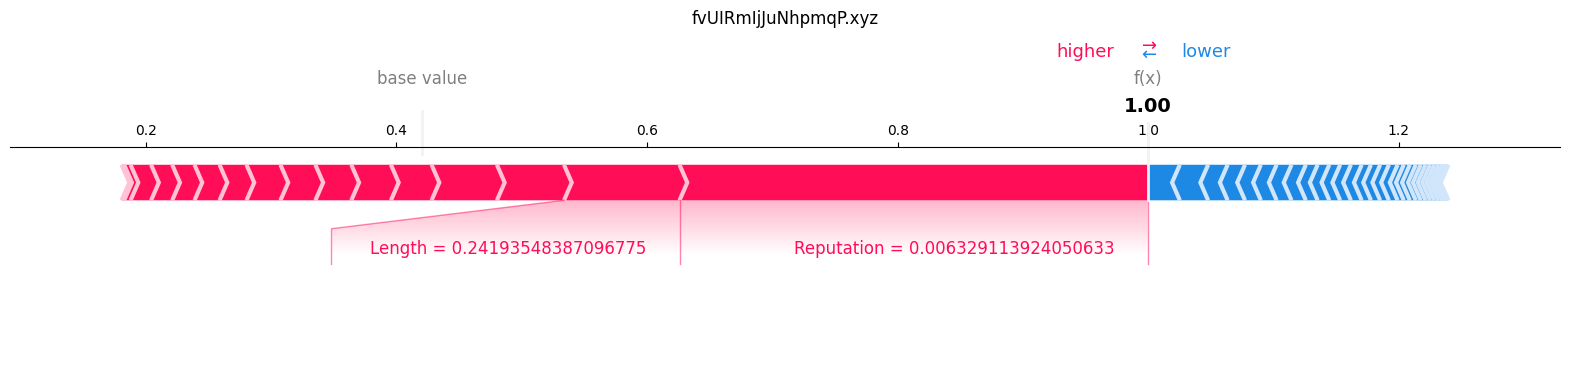 fvUIRmIjJuNhpmqP.xyz
higher ⇄ lower
base value f(x)
1.00
0.2 0.4 0.6 0.8 1.0 1.2
Length = 0.24193548387096775 Reputation = 0.006329113924050633